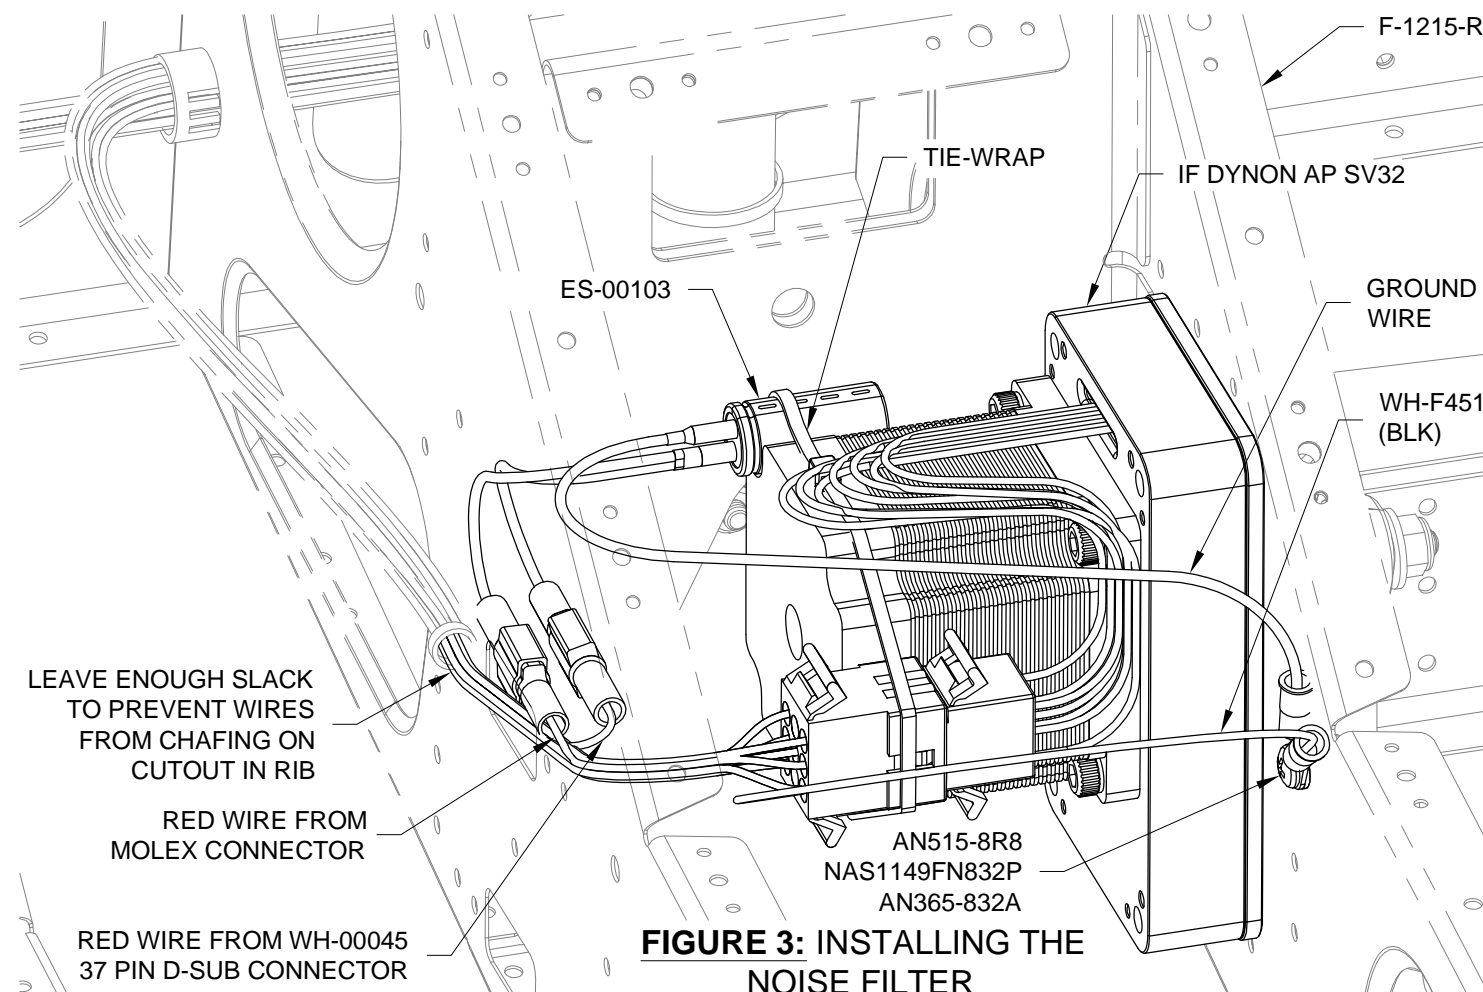 F-1215-R
TIE-WRAP
IF DYNON AP SV32
ES-00103
GROUND
WIRE
WH-F451
(BLK)
LEAVE ENOUGH SLACK
TO PREVENT WIRES
FROM CHAFING ON
CUTOUT IN RIB
RED WIRE FROM
MOLEX CONNECTOR
AN515-8R8
NAS1149FN832P
AN365-832A
RED WIRE FROM WH-00045
37 PIN D-SUB CONNECTOR
FIGURE 3: INSTALLING THE
NOISE FILTER